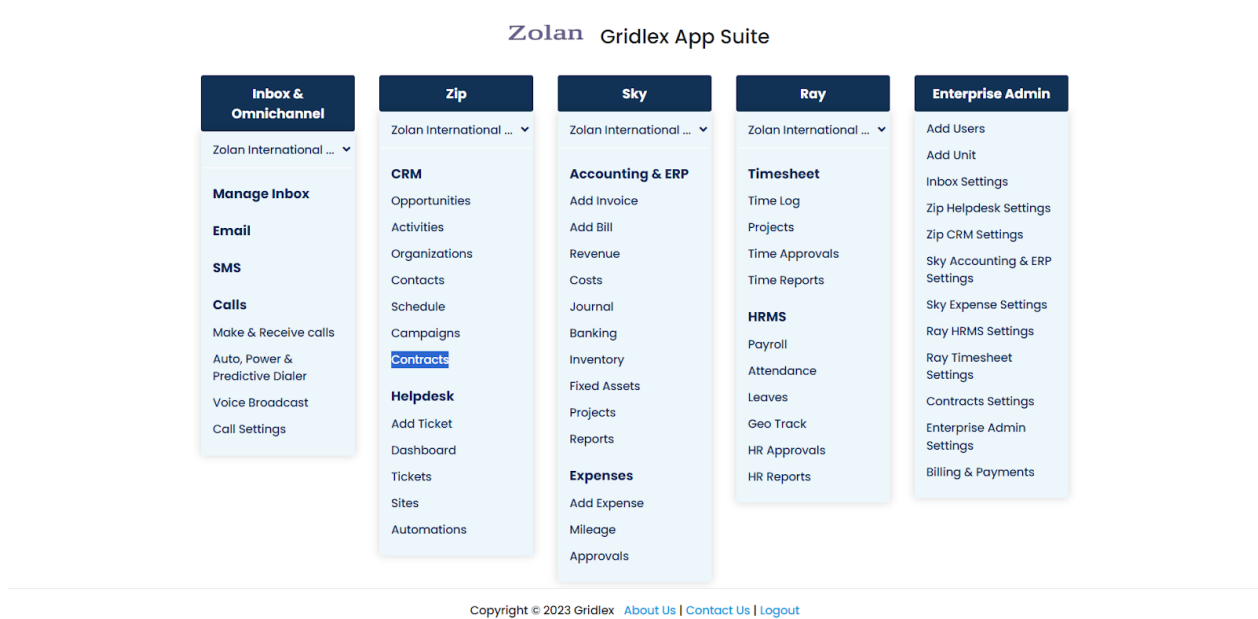 Zolan Gridlex App Suite
Inbox &
Omnichannel
Zolan International ...
Manage Inbox
Email
SMS
Calls
Make & Receive calls
Auto, Power &
Predictive Dialer
Voice Broadcast
Call Settings
Zip
Zolan International ...
CRM
Opportunities
Activities
Organizations
Contacts
Schedule
Campaigns
Contracts
Helpdesk
Add Ticket
Dashboard
Tickets
Sites
Automations
Sky
Zolan International ...
Accounting & ERP
Add Invoice
Add Bill
Revenue
Costs
Journal
Banking
Inventory
Fixed Assets
Projects
Reports
Expenses
Add Expense
Mileage
Approvals
Ray
Zolan International ...
Timesheet
Time Log
Projects
Time Approvals
Time Reports
HRMS
Payroll
Attendance
Leaves
Geo Track
HR Approvals
HR Reports
Enterprise Admin
Add Users
Add Unit
Inbox Settings
Zip Helpdesk Settings
Zip CRM Settings
Sky Accounting & ERP
Settings
Sky Expense Settings
Ray HRMS Settings
Ray Timesheet
Settings
Contracts Settings
Enterprise Admin
Settings
Billing & Payments
Copyright © 2023 Gridlex About Us | Contact Us | Logout